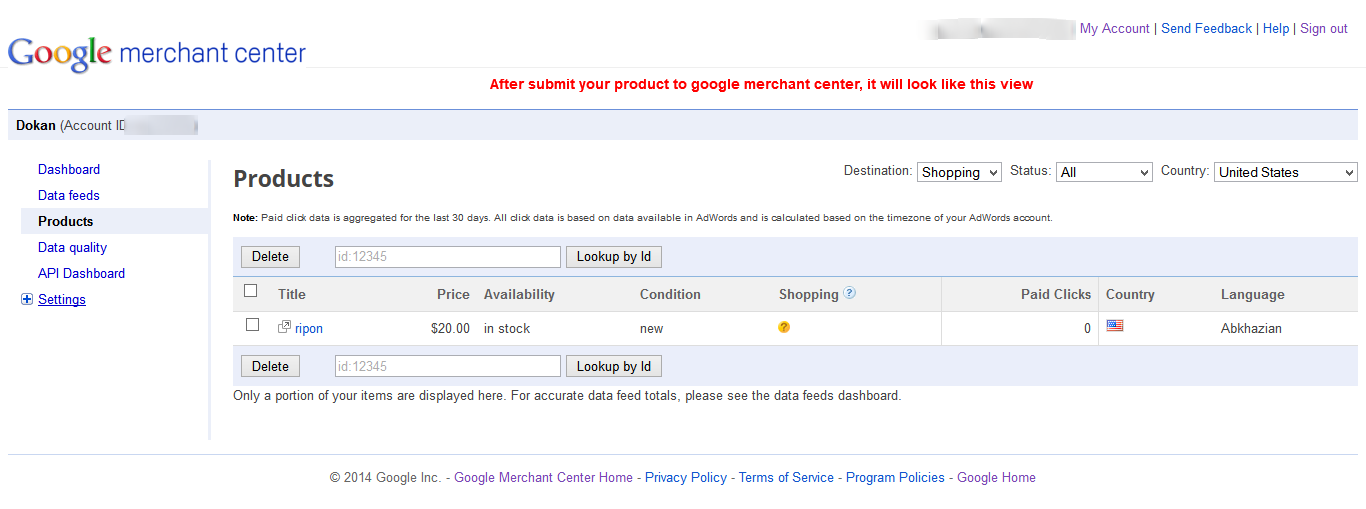 My Account | Send Feedback | Help | Sign out
Google merchant center
After submit your product to google merchant center, it will look like this view
Dokan (Account ID
Dashboard
Data feeds
Products
Data quality
API Dashboard
Settings
Products
Destination: Shopping Status: All Country: United States
Note: Paid click data is aggregated for the last 30 days. All click data is based on data available in AdWords and is calculated based on the timezone of your AdWords account.
Delete id:12345 Lookup by Id
Title Price Availability Condition Shopping ? Paid Clicks Country Language
ripon $20.00 in stock new ? 0 Abkhazian
Delete id:12345 Lookup by Id
Only a portion of your items are displayed here. For accurate data feed totals, please see the data feeds dashboard.
© 2014 Google Inc. - Google Merchant Center Home - Privacy Policy - Terms of Service - Program Policies - Google Home